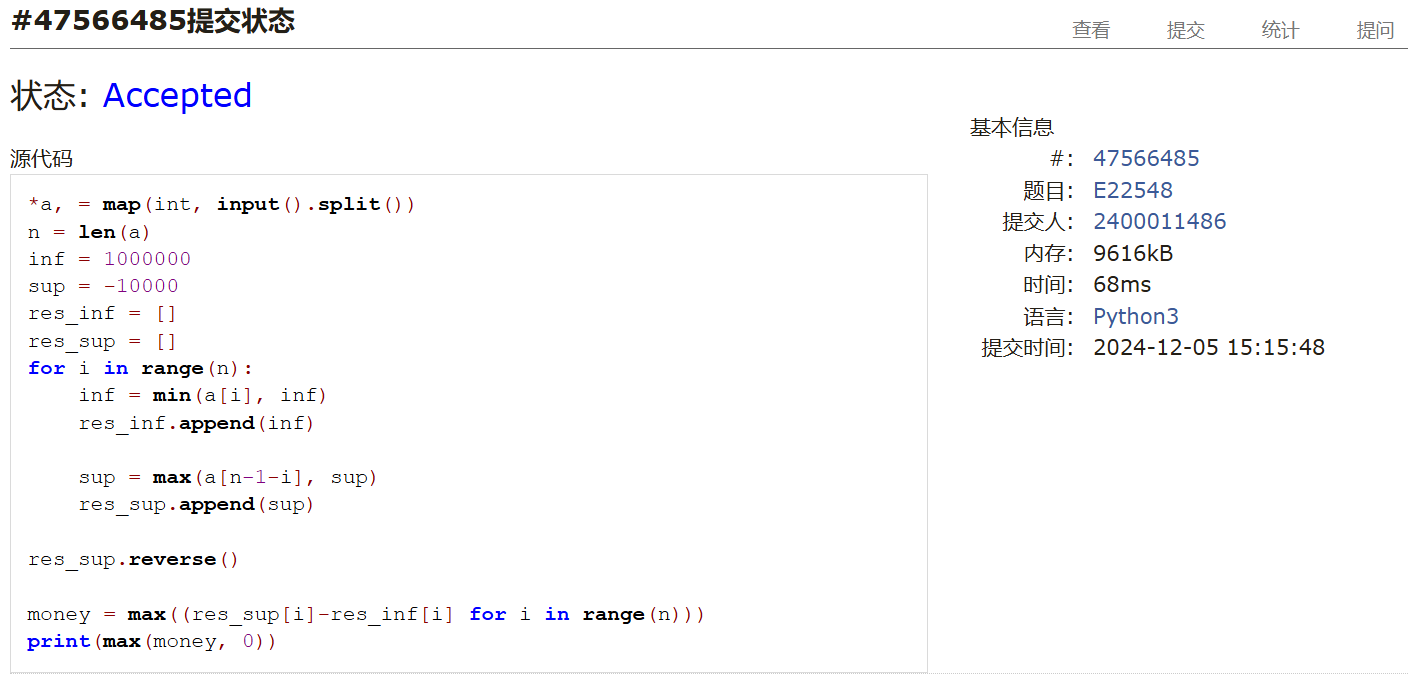 #47566485提交状态
查看 提交 统计 提问
状态: Accepted
源代码
*a, = map(int, input().split())
n = len(a)
inf = 1000000
sup = -10000
res_inf = []
res_sup = []
for i in range(n):
    inf = min(a[i], inf)
    res_inf.append(inf)
    sup = max(a[n-1-i], sup)
    res_sup.append(sup)
res_sup.reverse()
money = max((res_sup[i]-res_inf[i] for i in range(n)))
print(max(money, 0))
基本信息
#: 47566485
题目: E22548
提交人: 2400011486
内存: 9616kB
时间: 68ms
语言: Python3
提交时间: 2024-12-05 15:15:48